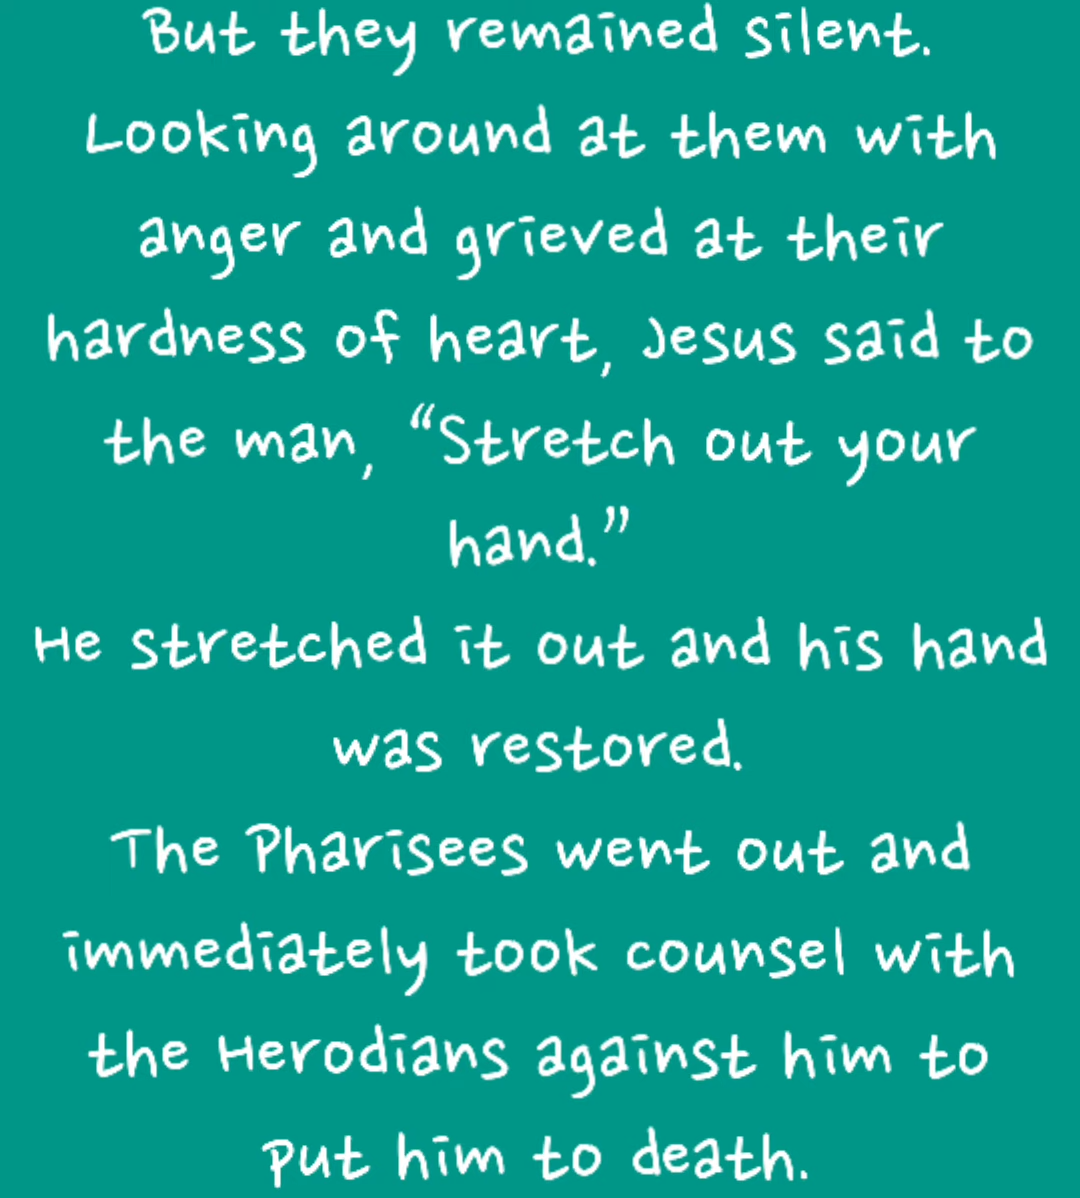 But they remained silent.
Looking around at them with
anger and grieved at their
hardness of heart, Jesus said to
the man, “Stretch out your
hand.”
He stretched it out and his hand
was restored.
The Pharisees went out and
immediately took counsel with
the Herodians against him to
put him to death.